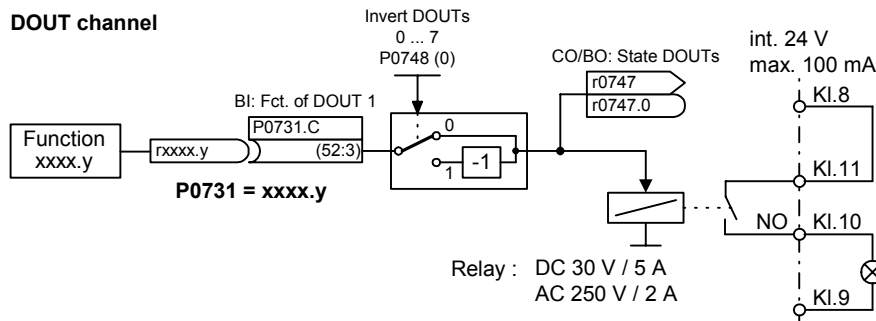 DOUT channel
Invert DOUTs
0 ... 7
P0748 (0)
int. 24 V
max. 100 mA
CO/BO: State DOUTs
r0747
r0747.0
Kl.8
BI: Fct. of DOUT 1
P0731.C
(52:3)
Function
xxxx.y
rxxxx.y
0
1
-1
P0731 = xxxx.y
Kl.11
NO
Kl.10
Relay : DC 30 V / 5 A
AC 250 V / 2 A
Kl.9